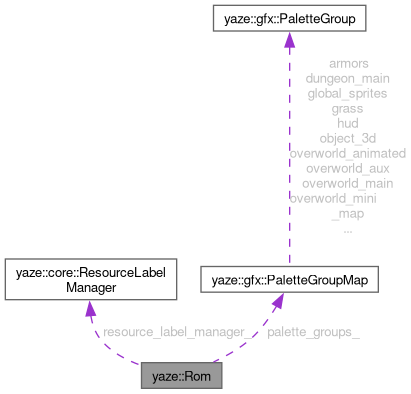 yaze::gfx::PaletteGroup
armors
dungeon_main
global_sprites
grass
hud
object_3d
overworld_animated
overworld_aux
overworld_main
overworld_mini
_map
...
yaze::core::ResourceLabel
Manager
yaze::gfx::PaletteGroupMap
resource_label_manager_
palette_groups_
yaze::Rom